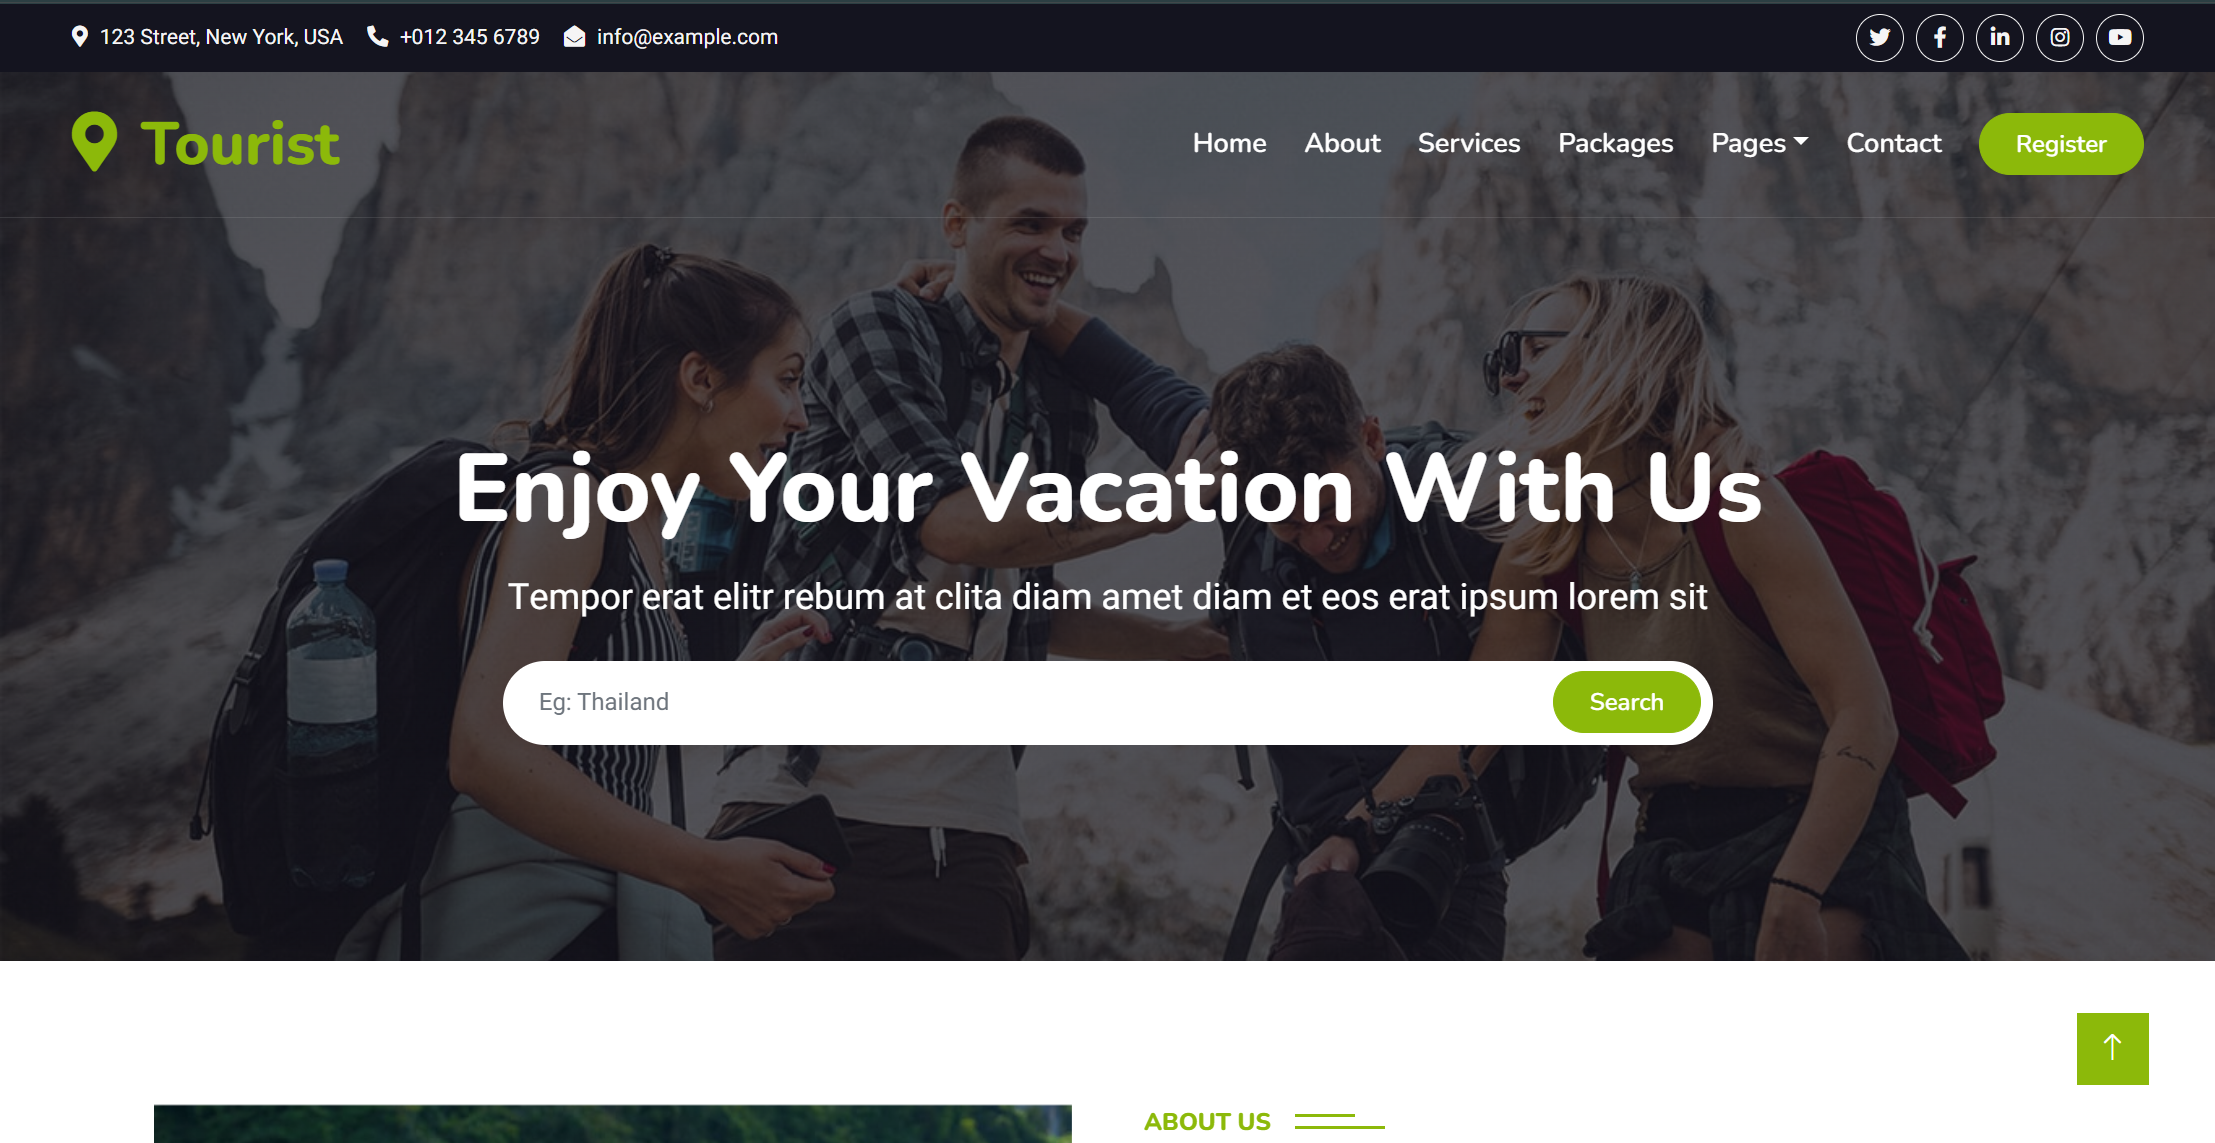 123 Street, New York, USA +012 345 6789 info@example.com
Tourist
Home About Services Packages Pages Contact Register
Enjoy Your Vacation With Us
Tempor erat elitr rebum at clita diam amet diam et eos erat ipsum lorem sit
Eg: Thailand Search
ABOUT US